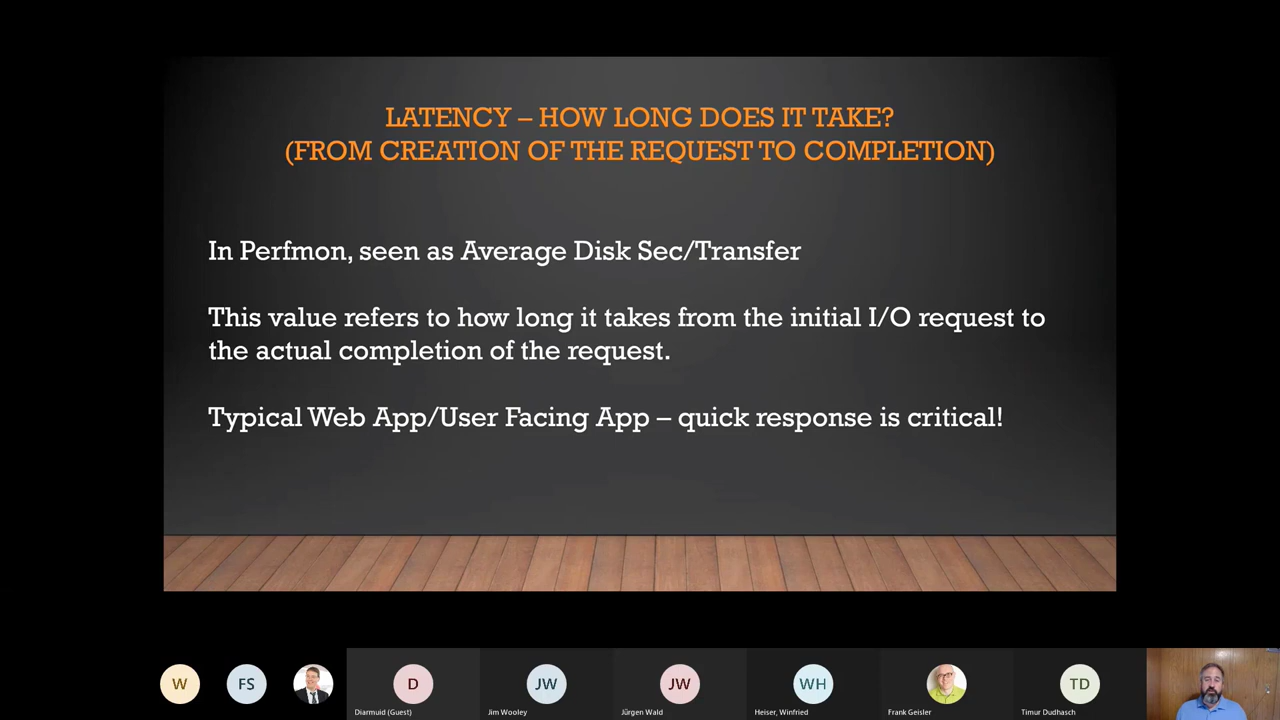 LATENCY – HOW LONG DOES IT TAKE?
(FROM CREATION OF THE REQUEST TO COMPLETION)
In Perfmon, seen as Average Disk Sec/Transfer
This value refers to how long it takes from the initial I/O request to
the actual completion of the request.
Typical Web App/User Facing App – quick response is critical!
W
FS
D
JW
JW
WH
TD
Diarmuid (Guest)
Jim Wooley
Jürgen Wald
Heiser, Winfried
Frank Geisler
Timur Dudhasch